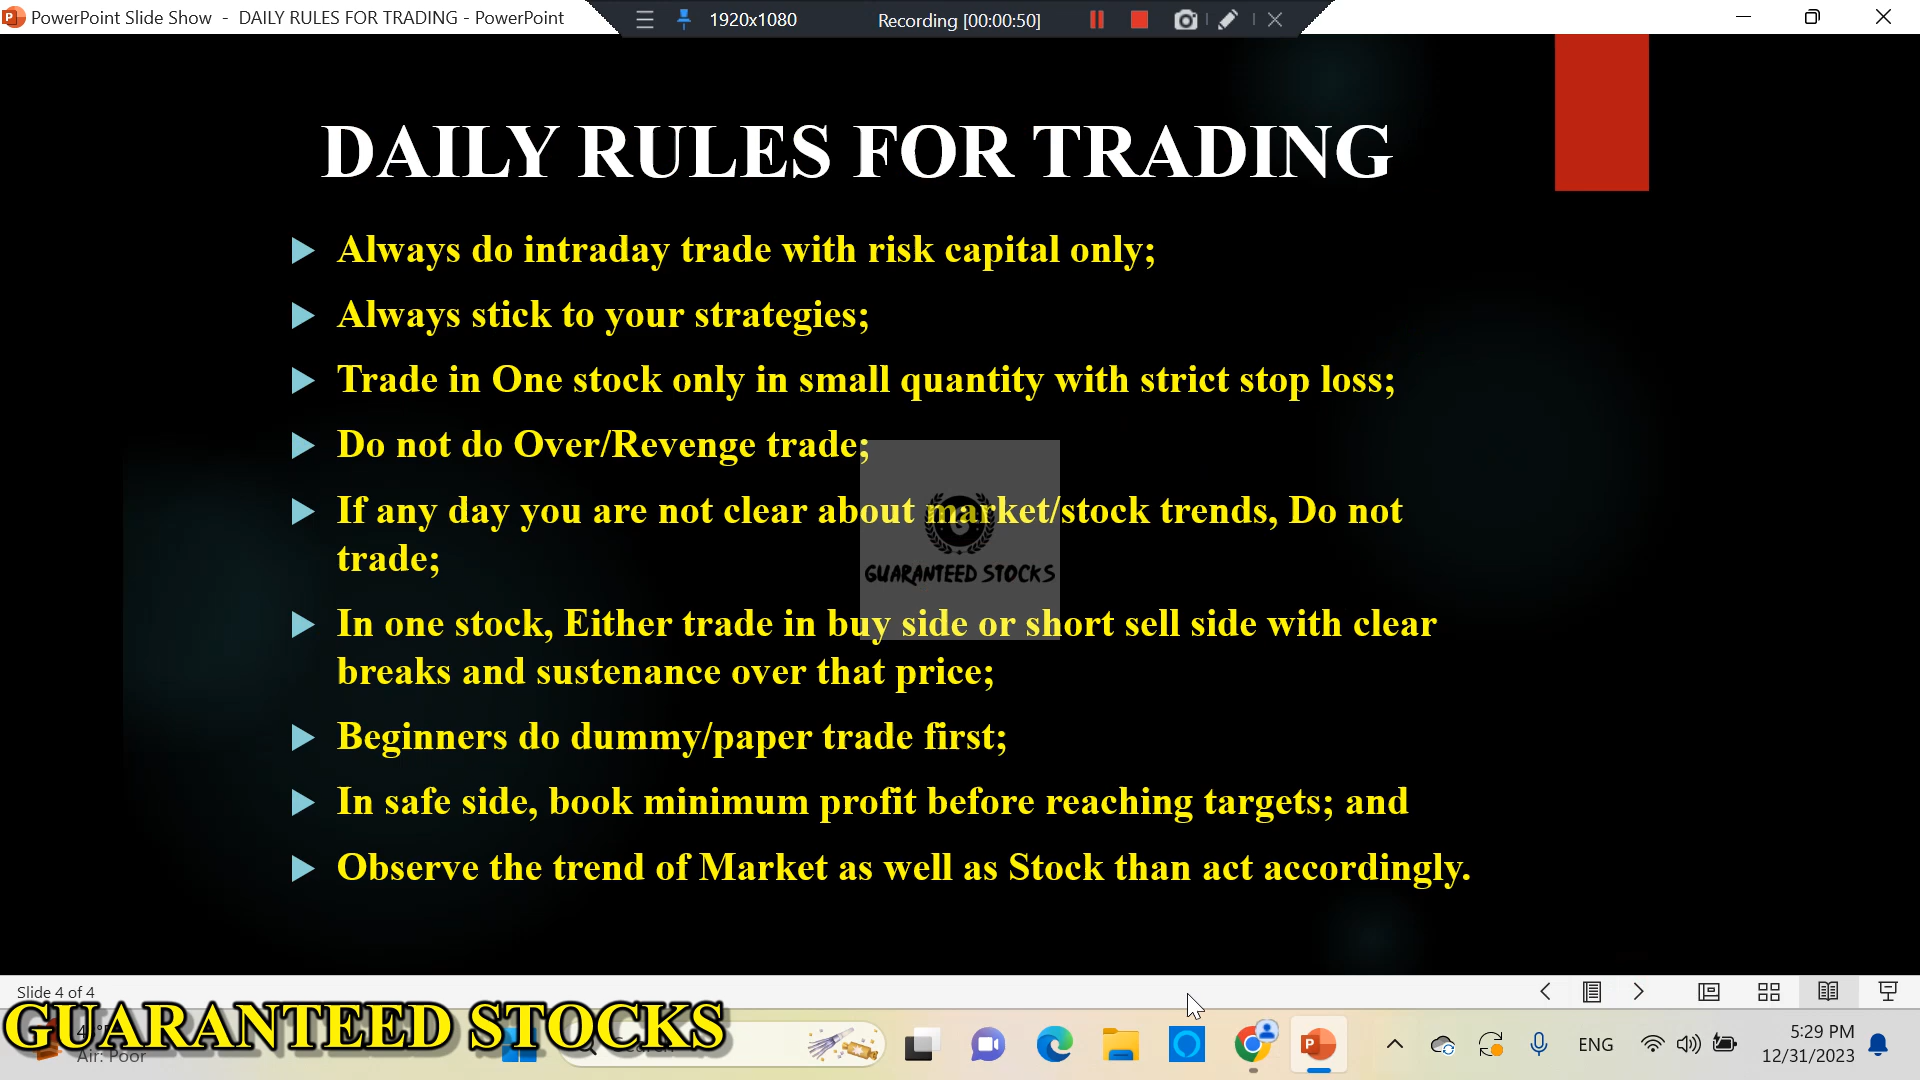 PowerPoint Slide Show - DAILY RULES FOR TRADING - PowerPoint
1920x1080
Recording [00:00:50]
DAILY RULES FOR TRADING
Always do intraday trade with risk capital only;
Always stick to your strategies;
Trade in One stock only in small quantity with strict stop loss;
Do not do Over/Revenge trade;
If any day you are not clear about market/stock trends, Do not
trade;
GUARANTEED STOCKS
In one stock, Either trade in buy side or short sell side with clear
breaks and sustenance over that price;
Beginners do dummy/paper trade first;
In safe side, book minimum profit before reaching targets; and
Observe the trend of Market as well as Stock than act accordingly.
Slide 4 of 4
GUARANTEED STOCKS
Air: Poor
ENG
5:29 PM
12/31/2023